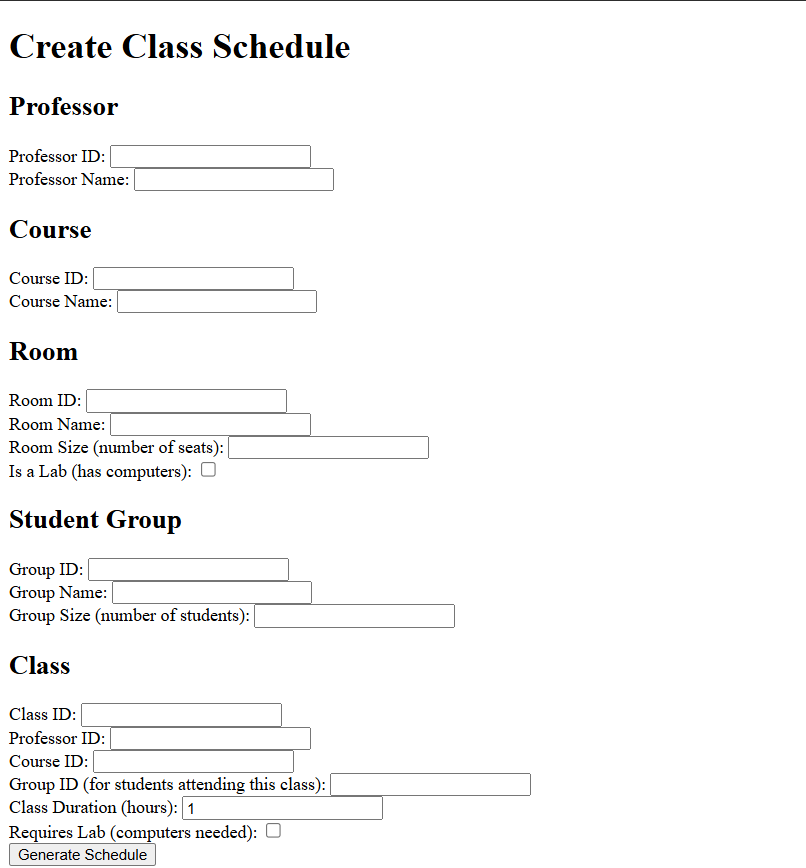 Create Class Schedule
Professor
Professor ID:
Professor Name:
Course
Course ID:
Course Name:
Room
Room ID:
Room Name:
Room Size (number of seats):
Is a Lab (has computers):
Student Group
Group ID:
Group Name:
Group Size (number of students):
Class
Class ID:
Professor ID:
Course ID:
Group ID (for students attending this class):
Class Duration (hours): 1
Requires Lab (computers needed):
Generate Schedule